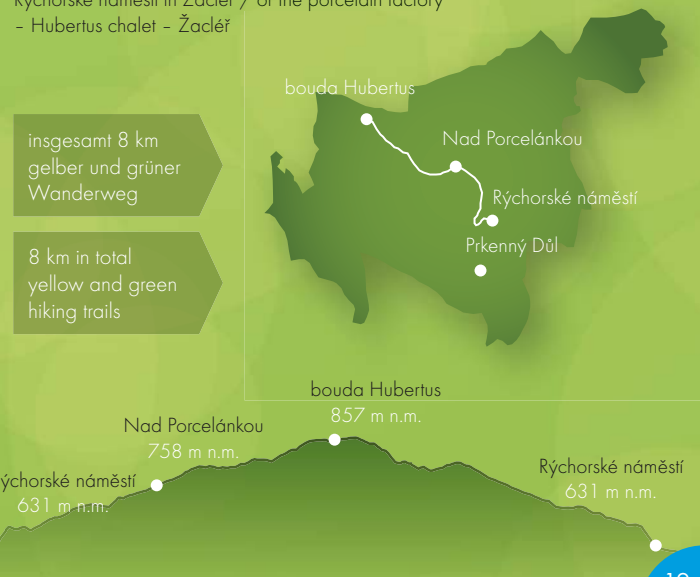 Rýchorské náměstí in Žacléř / of the porcelain factory
– Hubertus chalet – Žacléř
insgesamt 8 km
gelber und grüner
Wanderweg
8 km in total
yellow and green
hiking trails
bouda Hubertus
Nad Porcelánkou
Rýchorské náměstí
Prkenný Důl
bouda Hubertus
857 m n.m.
Nad Porcelánkou
758 m n.m.
ýchorské náměstí
631 m n.m.
Rýchorské náměstí
631 m n.m.